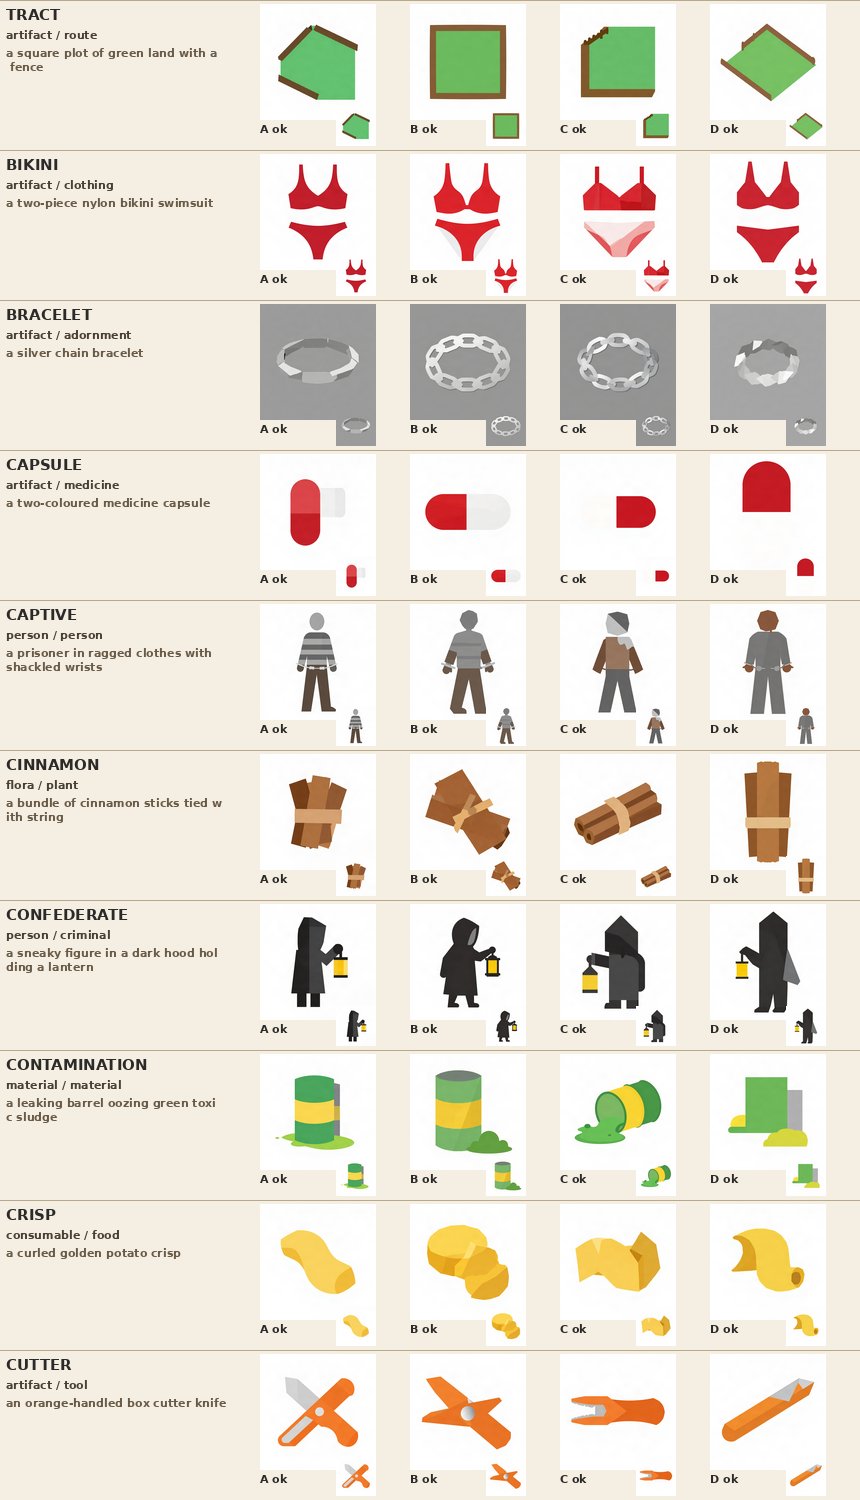 TRACT
artifact / route
a square plot of green land with a
fence
A ok
B ok
C ok
D ok
BIKINI
artifact / clothing
a two-piece nylon bikini swimsuit
A ok
B ok
C ok
D ok
BRACELET
artifact / adornment
a silver chain bracelet
A ok
B ok
C ok
D ok
CAPSULE
artifact / medicine
a two-coloured medicine capsule
A ok
B ok
C ok
D ok
CAPTIVE
person / person
a prisoner in ragged clothes with
shackled wrists
A ok
B ok
C ok
D ok
CINNAMON
flora / plant
a bundle of cinnamon sticks tied w
ith string
A ok
B ok
C ok
D ok
CONFEDERATE
person / criminal
a sneaky figure in a dark hood hol
ding a lantern
A ok
B ok
C ok
D ok
CONTAMINATION
material / material
a leaking barrel oozing green toxi
c sludge
A ok
B ok
C ok
D ok
CRISP
consumable / food
a curled golden potato crisp
A ok
B ok
C ok
D ok
CUTTER
artifact / tool
an orange-handled box cutter knife
A ok
B ok
C ok
D ok